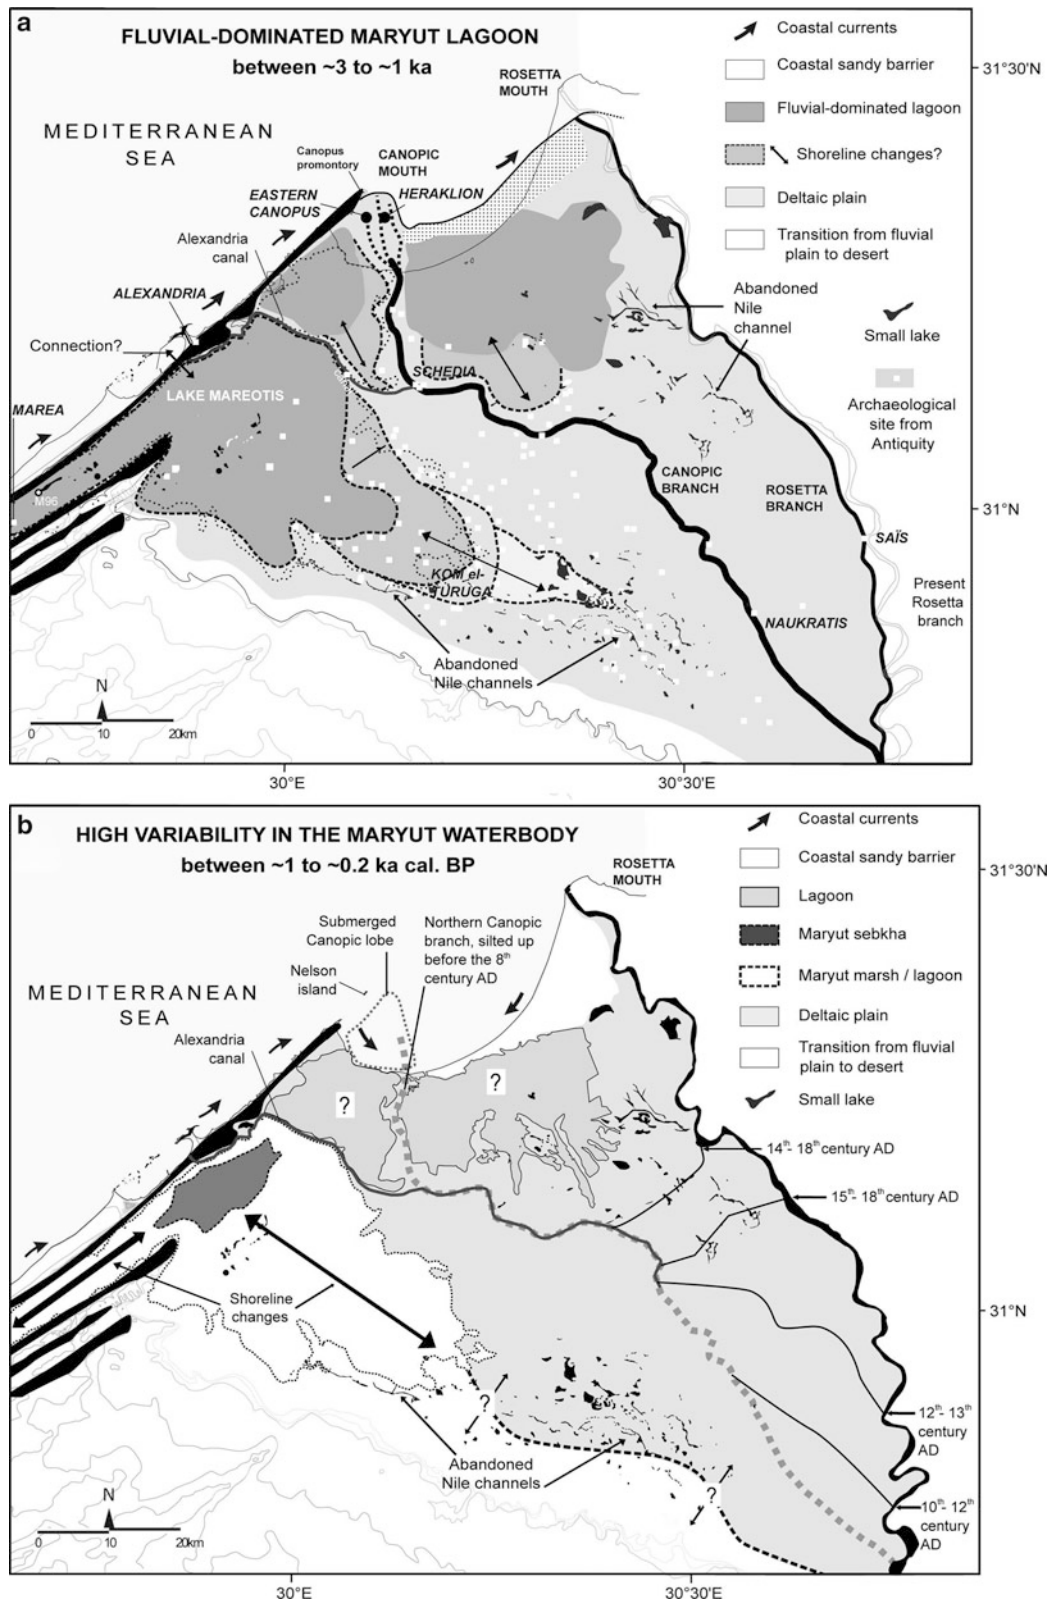 a
FLUVIAL-DOMINATED MARYUT LAGOON
between ~3 to ~1 ka
ROSETTA
MOUTH
MEDITERRANEAN
SEA
Canopus
promontory
CANOPIC
MOUTH
EASTERN
CANOPUS
HERAKLION
Alexandria
canal
ALEXANDRIA
Connection?
LAKE MAREOTIS
MAREA
M96
SCHEDIA
Abandoned
Nile
channel
CANOPIC
BRANCH
ROSETTA
BRANCH
SAÏS
KOM el-
TURUGA
NAUKRATIS
Present
Rosetta
branch
Abandoned
Nile channels
N
0 10 20km
Coastal currents
Coastal sandy barrier
Fluvial-dominated lagoon
Shoreline changes?
Deltaic plain
Transition from fluvial
plain to desert
Small lake
Archaeological
site from
Antiquity
31°30'N
31°N
30°E
30°30'E
b
HIGH VARIABILITY IN THE MARYUT WATERBODY
between ~1 to ~0.2 ka cal. BP
ROSETTA
MOUTH
Submerged
Canopic lobe
Northern Canopic
branch, silted up
before the 8th
century AD
Nelson
island
MEDITERRANEAN
SEA
Alexandria
canal
?
?
Shoreline
changes
?
?
Abandoned
Nile channels
14th- 18th century AD
15th- 18th century AD
12th- 13th
century
AD
10th- 12th
century
AD
N
0 10 20km
Coastal currents
Coastal sandy barrier
Lagoon
Maryut sebkha
Maryut marsh / lagoon
Deltaic plain
Transition from fluvial
plain to desert
Small lake
31°30'N
31°N
30°E
30°30'E